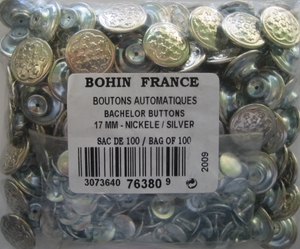 BOHIN FRANCE
BOUTONS AUTOMATIQUES
BACHELOR BUTTONS
17 MM - NICKELE / SILVER
SAC DE 100 / BAG OF 100
2009
3073640 76380 9